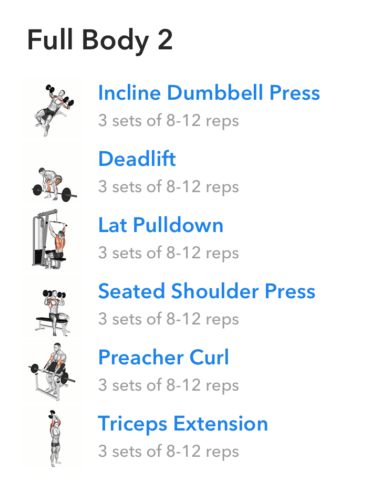 Full Body 2
Incline Dumbbell Press
3 sets of 8-12 reps
Deadlift
3 sets of 8-12 reps
Lat Pulldown
3 sets of 8-12 reps
Seated Shoulder Press
3 sets of 8-12 reps
Preacher Curl
3 sets of 8-12 reps
Triceps Extension
3 sets of 8-12 reps